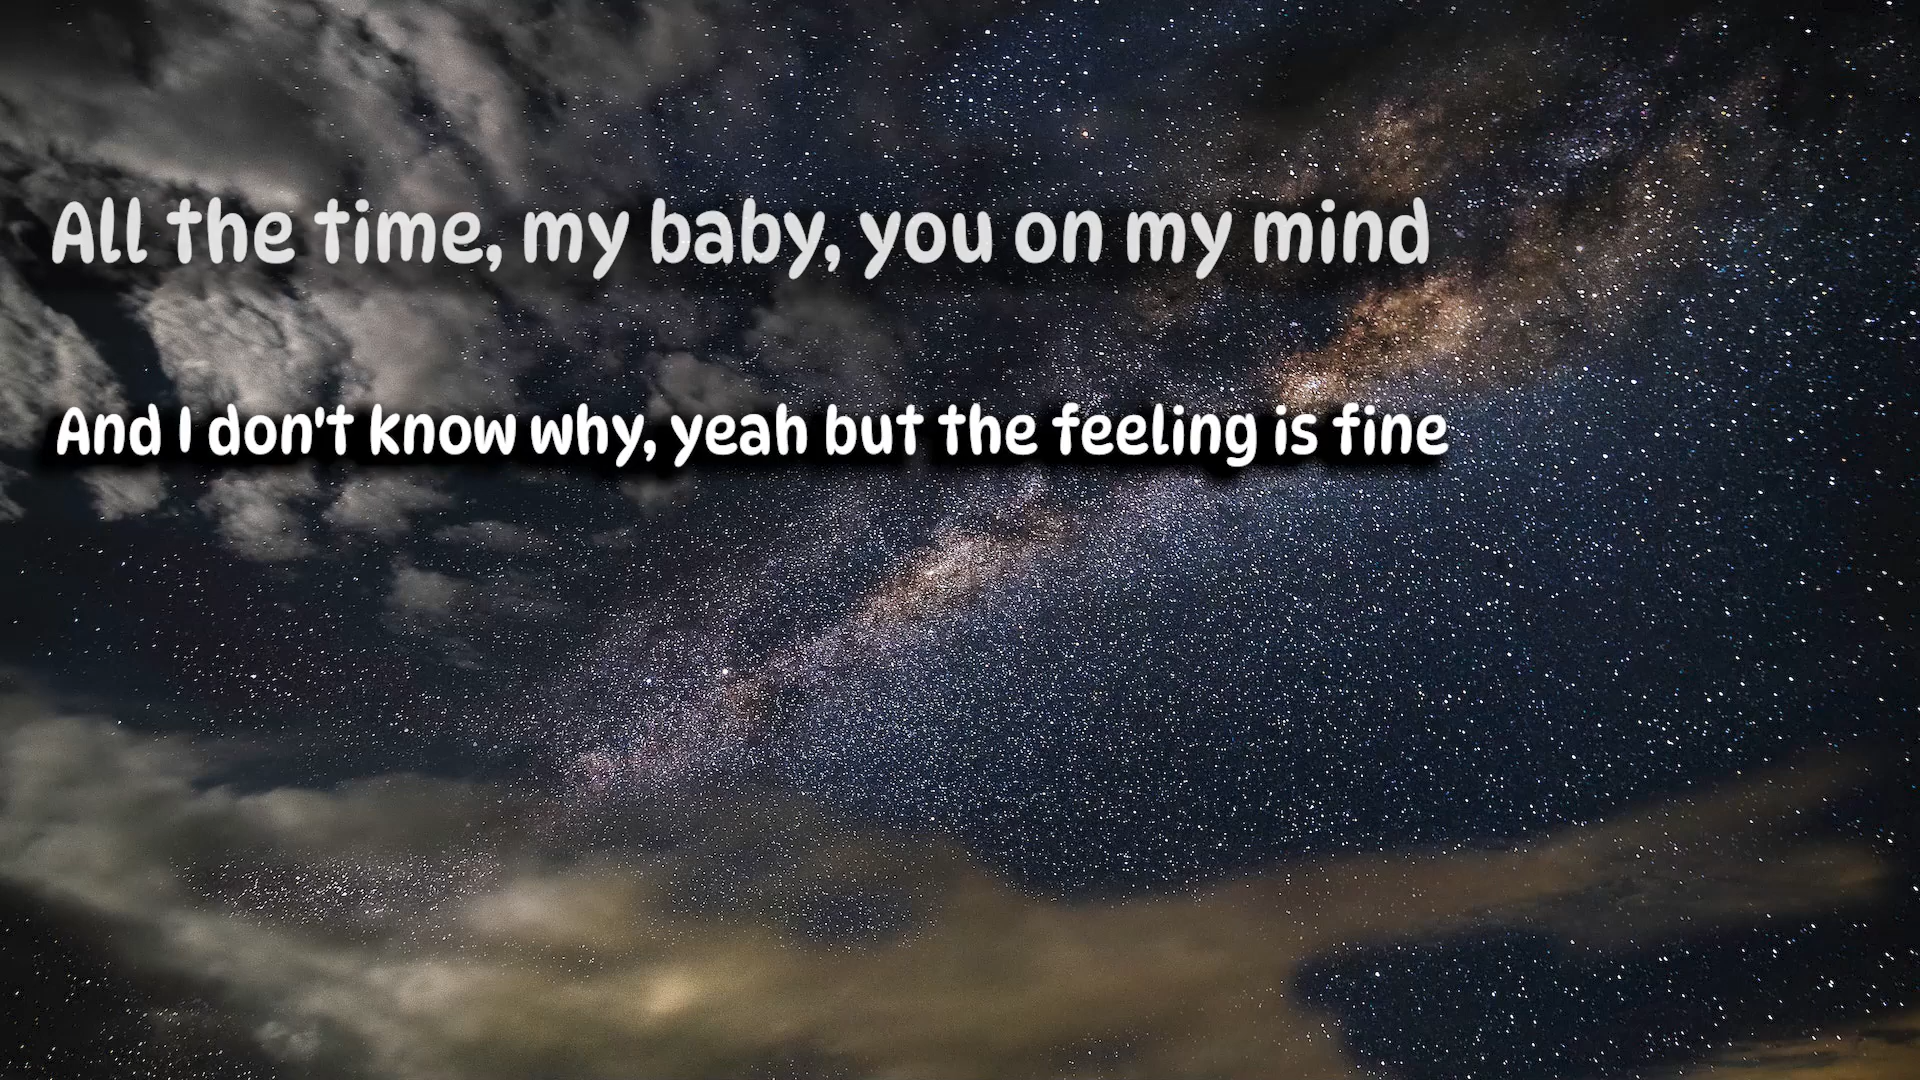 All the time, my baby, you on my mind
And I don't know why, yeah but the feeling is fine